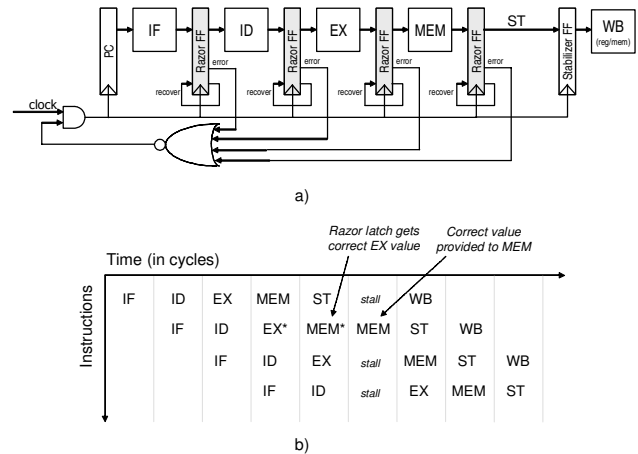 PC
IF
Razor FF
ID
Razor FF
EX
Razor FF
MEM
Razor FF
ST
Stabilizer FF
WB
(reg/mem)
error
error
error
error
recover
recover
recover
recover
clock
a)
Razor latch gets
correct EX value
Correct value
provided to MEM
Time (in cycles)
Instructions
IF ID EX MEM ST stall WB
IF ID EX* MEM* MEM ST WB
IF ID EX stall MEM ST WB
IF ID stall EX MEM ST
b)